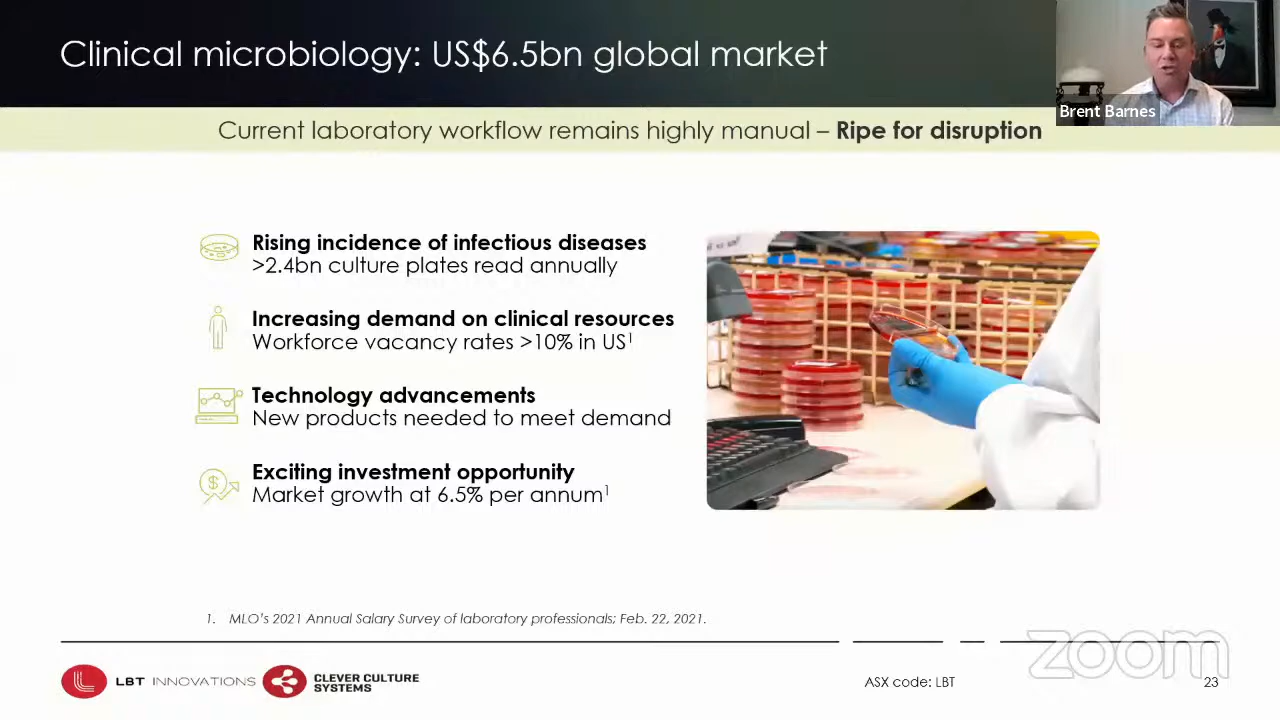 Clinical microbiology: US$6.5bn global market
Brent Barnes
Current laboratory workflow remains highly manual – Ripe for disruption
Rising incidence of infectious diseases
>2.4bn culture plates read annually
Increasing demand on clinical resources
Workforce vacancy rates >10% in US¹
Technology advancements
New products needed to meet demand
Exciting investment opportunity
Market growth at 6.5% per annum¹
1. MLO's 2021 Annual Salary Survey of laboratory professionals; Feb. 22, 2021.
LBT INNOVATIONS
CLEVER CULTURE
SYSTEMS
ASX code: LBT
zoom
23